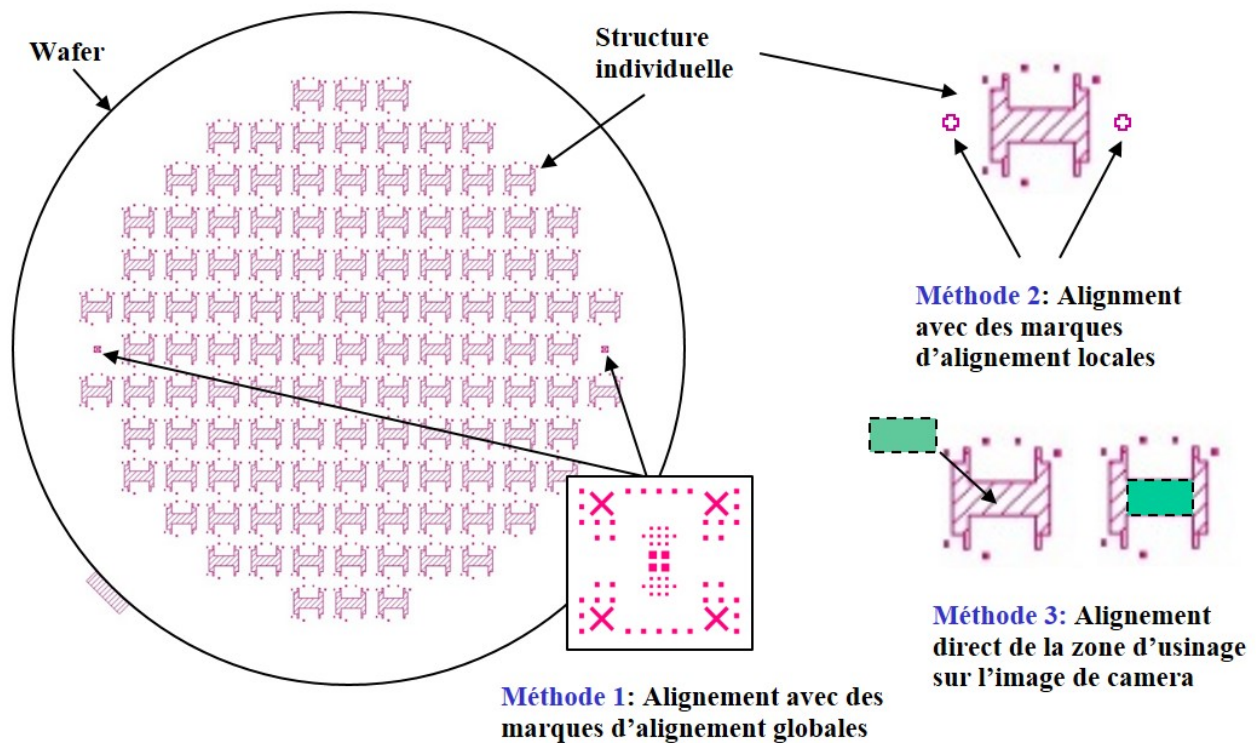 Wafer
Structure
individuelle
Méthode 2: Alignment
avec des marques
d'alignement locales
Méthode 3: Alignement
direct de la zone d'usinage
sur l'image de camera
Méthode 1: Alignement avec des
marques d'alignement globales